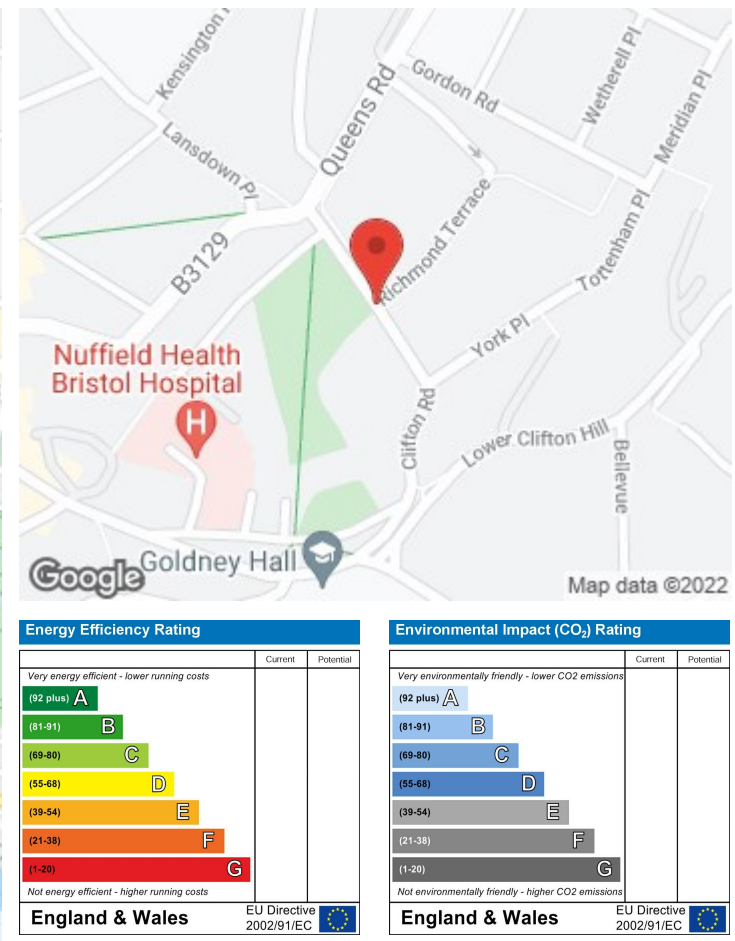 Kensington
Gordon Rd
Wetherell Pl
Meridian Pl
Queens Rd
Lansdown Pl
Richmond Terrace
B3129
Tottenham Pl
York Pl
Nuffield Health
Bristol Hospital
H
Clifton Rd
Lower Clifton Hill
Bellevue
Goldney Hall
Google
Map data ©2022
Energy Efficiency Rating
Current Potential
Very energy efficient - lower running costs
(92 plus) A
(81-91) B
(69-80) C
(55-68) D
(39-54) E
(21-38) F
(1-20) G
Not energy efficient - higher running costs
England & Wales
EU Directive
2002/91/EC
Environmental Impact (CO₂) Rating
Current Potential
Very environmentally friendly - lower CO2 emissions
(92 plus) A
(81-91) B
(69-80) C
(55-68) D
(39-54) E
(21-38) F
(1-20) G
Not environmentally friendly - higher CO2 emissions
England & Wales
EU Directive
2002/91/EC